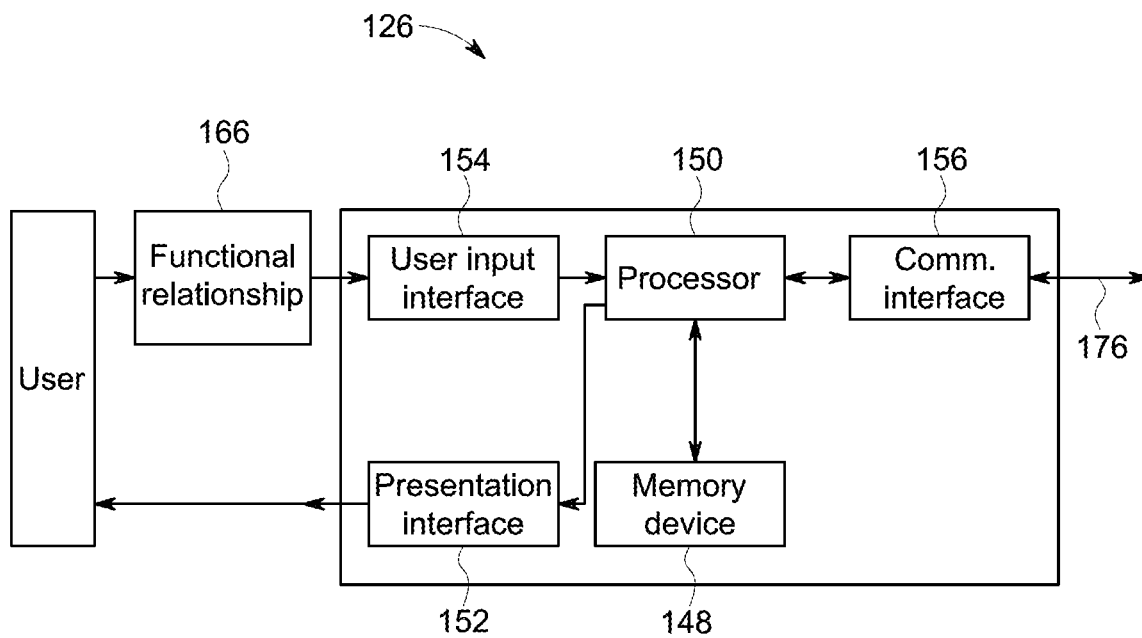 126
166
154
150
156
Functional
relationship
User input
interface
Processor
Comm.
interface
176
User
Presentation
interface
Memory
device
152
148